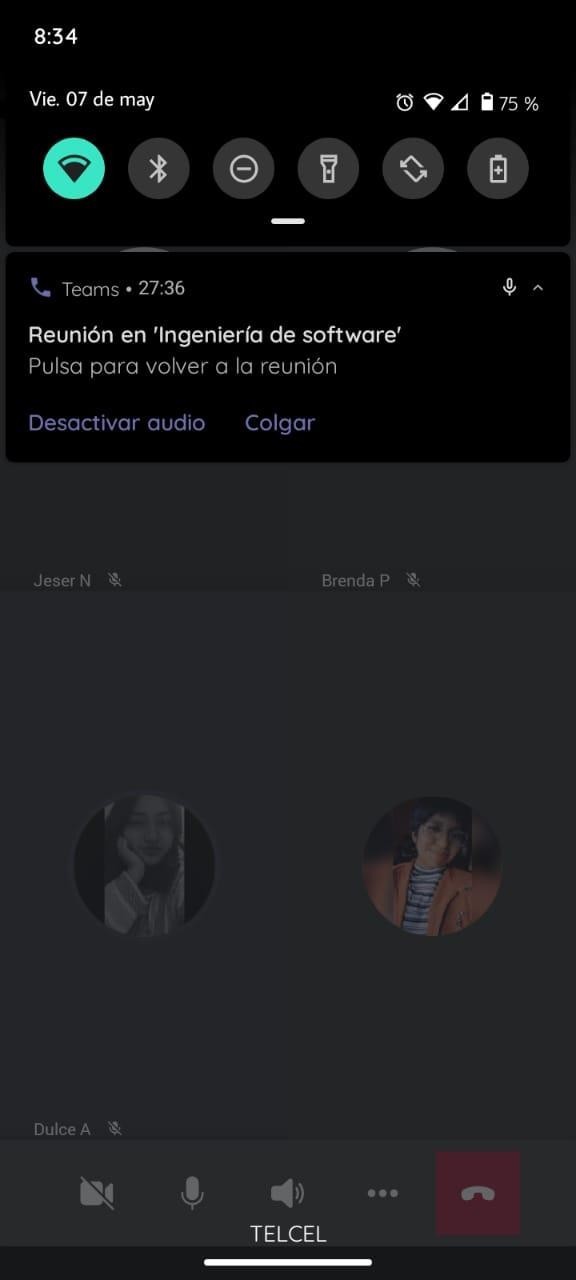 8:34
Vie. 07 de may
75 %
Teams • 27:36
Reunión en 'Ingeniería de software'
Pulsa para volver a la reunión
Desactivar audio Colgar
Jeser N Brenda P
Dulce A
TELCEL